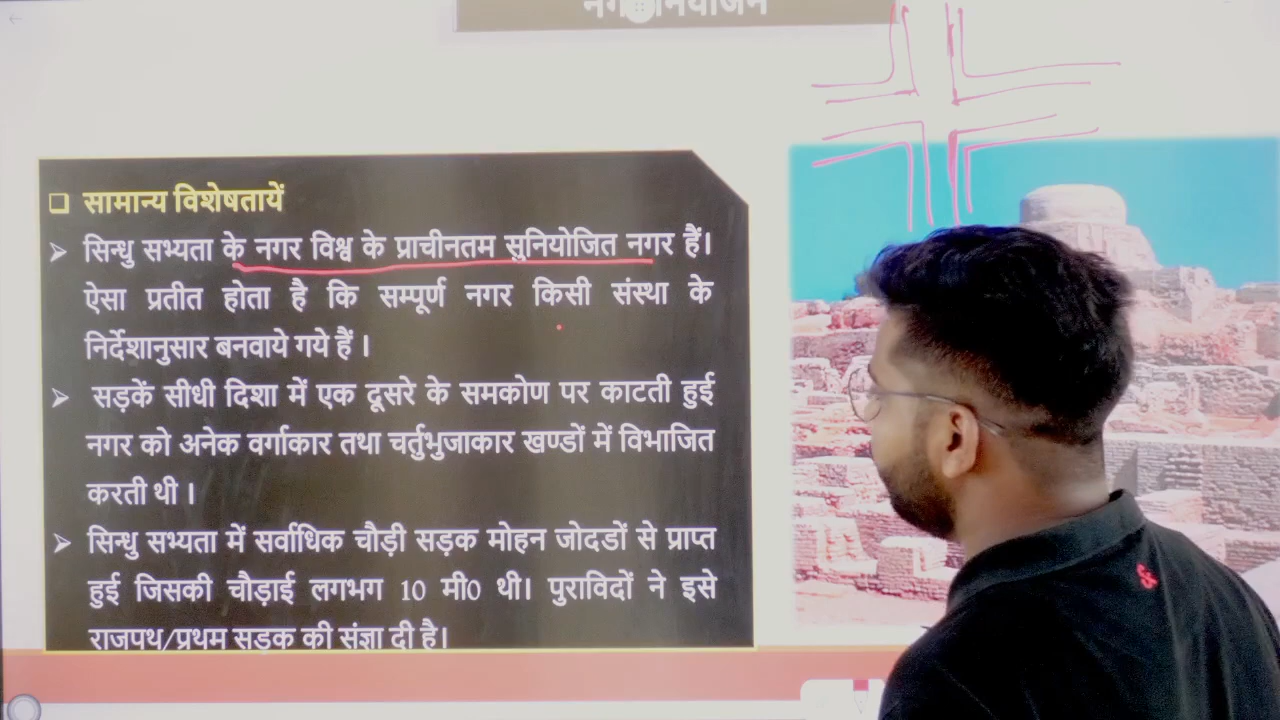 ❑ सामान्य विशेषतायें
➢ सिन्धु सभ्यता के नगर विश्व के प्राचीनतम सुनियोजित नगर हैं।
ऐसा प्रतीत होता है कि सम्पूर्ण नगर किसी संस्था के
निर्देशानुसार बनवाये गये हैं ।
➢ सड़कें सीधी दिशा में एक दूसरे के समकोण पर काटती हुई
नगर को अनेक वर्गाकार तथा चर्तुभुजाकार खण्डों में विभाजित
करती थी ।
➢ सिन्धु सभ्यता में सर्वाधिक चौड़ी सड़क मोहन जोदडों से प्राप्त
हुई जिसकी चौड़ाई लगभग 10 मी0 थी। पुराविदों ने इसे
राजपथ/प्रथम सड़क की संज्ञा दी है।